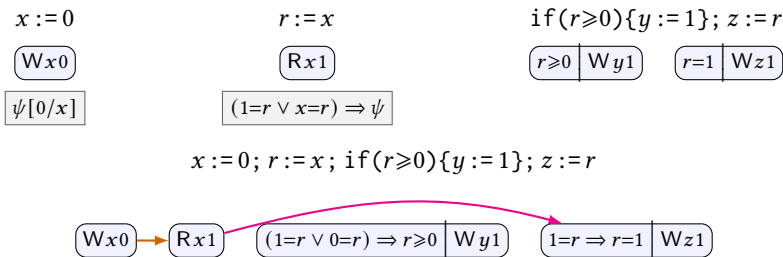 x := 0 r := x if(r⩾0){y := 1}; z := r
Wx0 Rx1 r⩾0 | Wy1 r=1 | Wz1
ψ[0/x] (1=r ∨ x=r) ⇒ ψ
x := 0; r := x; if(r⩾0){y := 1}; z := r
Wx0 Rx1 (1=r ∨ 0=r) ⇒ r⩾0 | Wy1 1=r ⇒ r=1 | Wz1